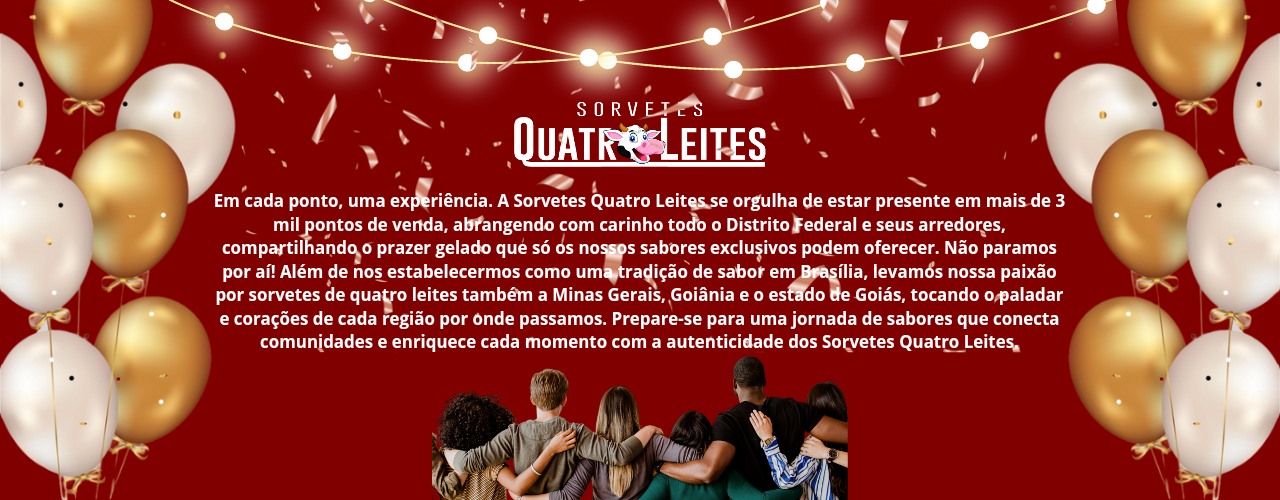 SORVETES
QUATRO LEITES
Em cada ponto, uma experiência. A Sorvetes Quatro Leites se orgulha de estar presente em mais de 3
mil pontos de venda, abrangendo com carinho todo o Distrito Federal e seus arredores,
compartilhando o prazer gelado que só os nossos sabores exclusivos podem oferecer. Não paramos
por aí! Além de nos estabelecermos como uma tradição de sabor em Brasília, levamos nossa paixão
por sorvetes de quatro leites também a Minas Gerais, Goiânia e o estado de Goiás, tocando o paladar
e corações de cada região por onde passamos. Prepare-se para uma jornada de sabores que conecta
comunidades e enriquece cada momento com a autenticidade dos Sorvetes Quatro Leites.